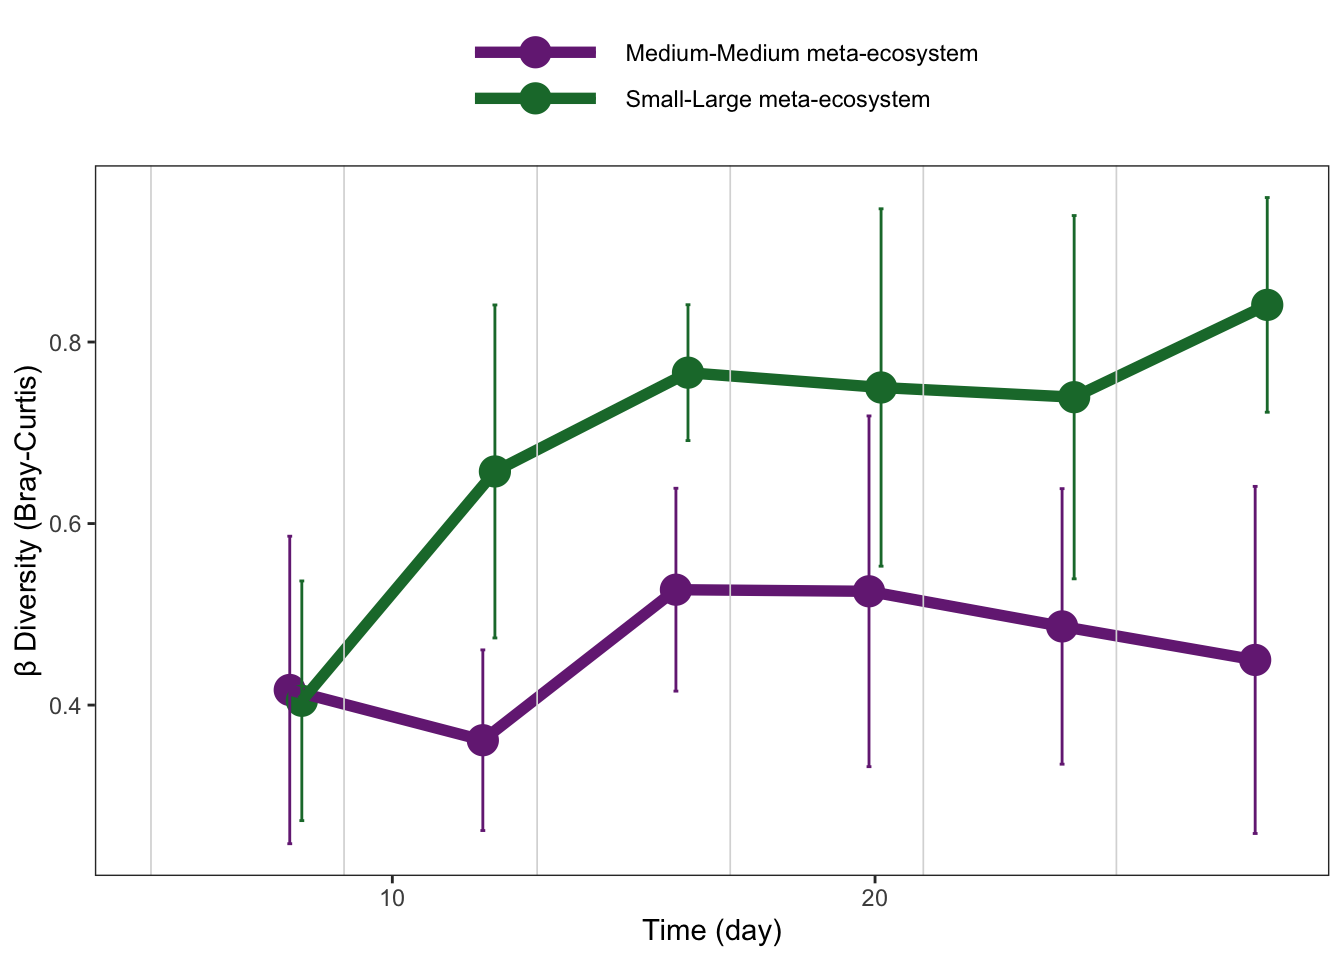 Medium-Medium meta-ecosystem
Small-Large meta-ecosystem
β Diversity (Bray-Curtis)
0.8
0.6
0.4
10
20
Time (day)